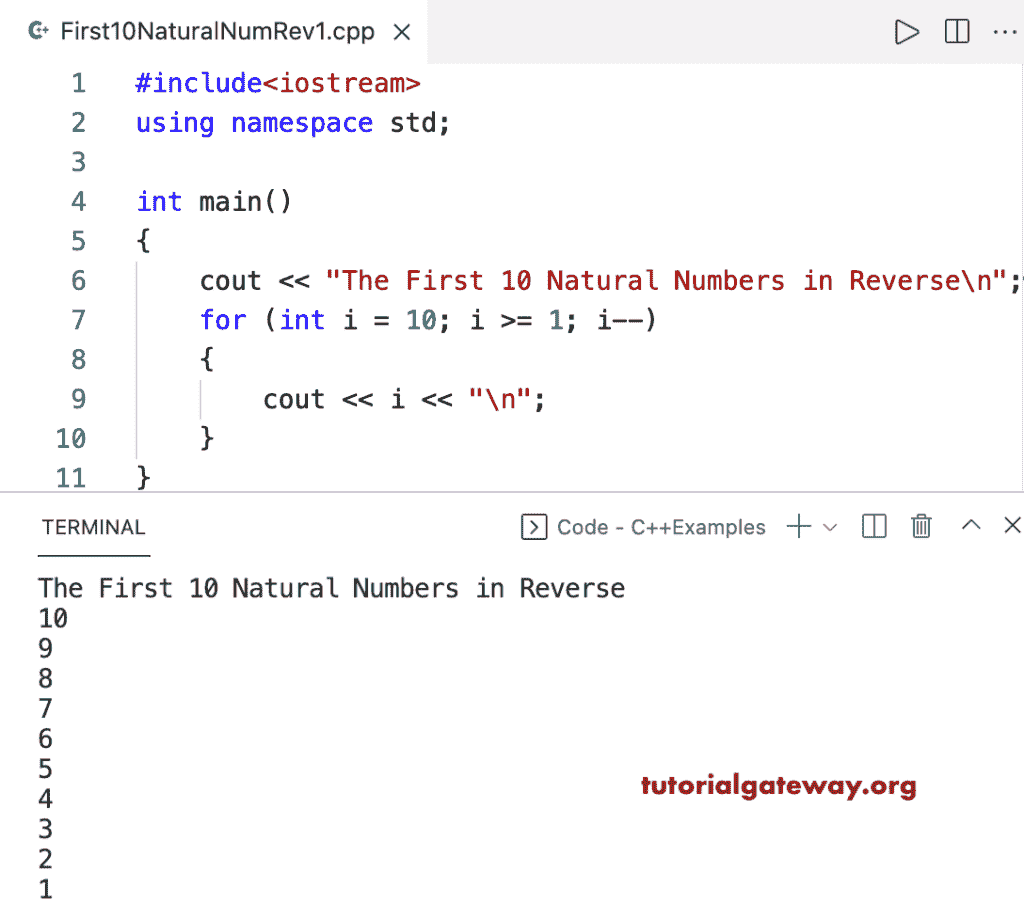 First10NaturalNumRev1.cpp
1 #include<iostream>
2 using namespace std;
3
4 int main()
5 {
6     cout << "The First 10 Natural Numbers in Reverse\n";
7     for (int i = 10; i >= 1; i--)
8     {
9         cout << i << "\n";
10     }
11 }
TERMINAL Code - C++Examples
The First 10 Natural Numbers in Reverse
10
9
8
7
6
5
4
3
2
1
tutorialgateway.org